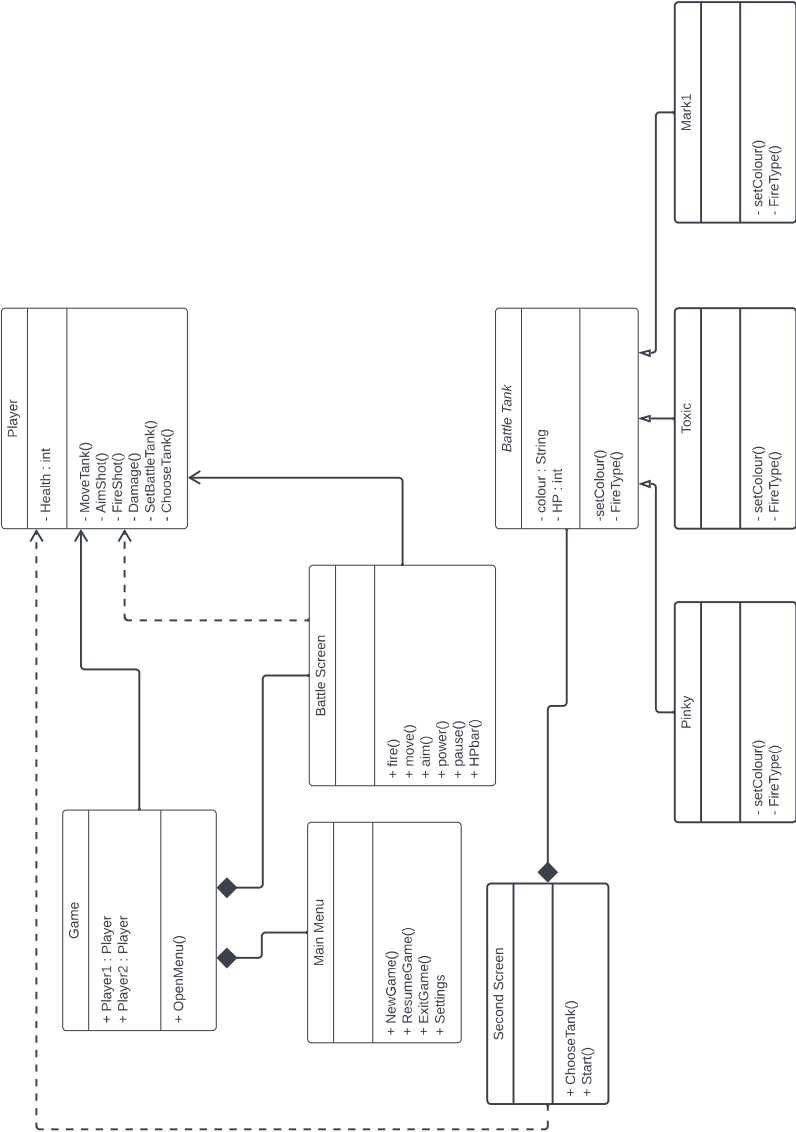 Game
+ Player1 : Player
+ Player2 : Player
+ OpenMenu()
Player
- Health : int
- MoveTank()
- AimShot()
- FireShot()
- Damage()
- SetBattleTank()
- ChooseTank()
Main Menu
+ NewGame()
+ ResumeGame()
+ ExitGame()
+ Settings
Battle Screen
+ fire()
+ move()
+ aim()
+ power()
+ pause()
+ HPbar()
Second Screen
+ ChooseTank()
+ Start()
Battle Tank
- colour : String
- HP : int
-setColour()
- FireType()
Pinky
- setColour()
- FireType()
Toxic
- setColour()
- FireType()
Mark1
- setColour()
- FireType()